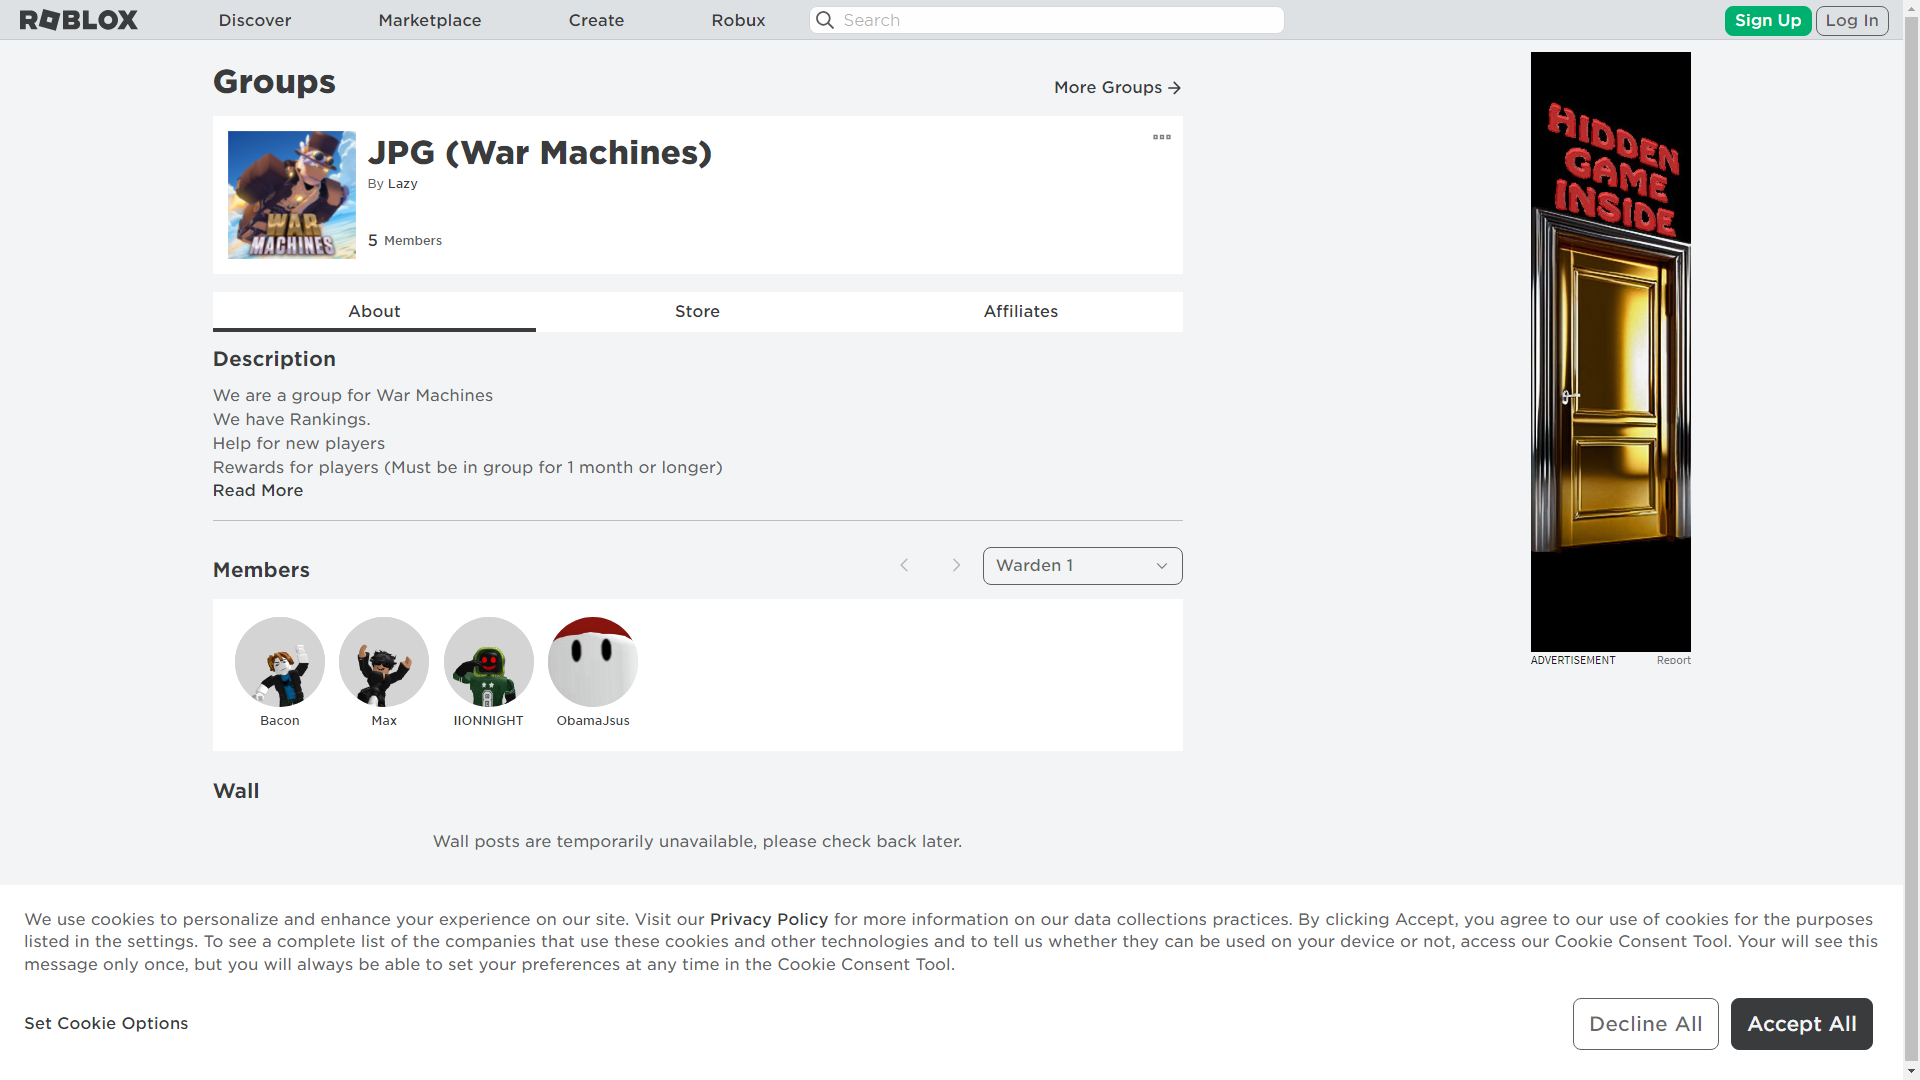 ROBLOX
Discover
Marketplace
Create
Robux
Search
Sign Up
Log In
Groups
More Groups
WAR
MACHINES
JPG (War Machines)
By Lazy
5 Members
About
Store
Affiliates
Description
We are a group for War Machines
We have Rankings.
Help for new players
Rewards for players (Must be in group for 1 month or longer)
Read More
Members
Warden 1
Bacon
Max
IIONNIGHT
ObamaJsus
Wall
Wall posts are temporarily unavailable, please check back later.
HIDDEN
GAME
INSIDE
ADVERTISEMENT
Report
We use cookies to personalize and enhance your experience on our site. Visit our Privacy Policy for more information on our data collections practices. By clicking Accept, you agree to our use of cookies for the purposes
listed in the settings. To see a complete list of the companies that use these cookies and other technologies and to tell us whether they can be used on your device or not, access our Cookie Consent Tool. Your will see this
message only once, but you will always be able to set your preferences at any time in the Cookie Consent Tool.
Set Cookie Options
Decline All
Accept All